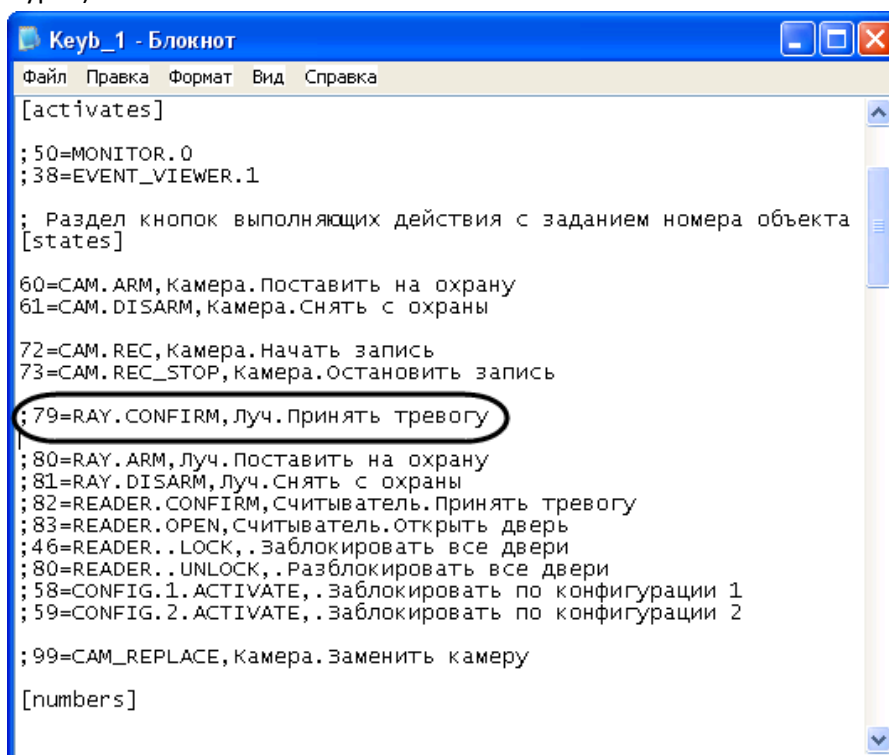 Keyb_1 - Блокнот
Файл Правка Формат Вид Справка
[activates]
;50=MONITOR.0
;38=EVENT_VIEWER.1
; Раздел кнопок выполняющих действия с заданием номера объекта
[states]
60=CAM.ARM,Камера.Поставить на охрану
61=CAM.DISARM,Камера.Снять с охраны
72=CAM.REC,Камера.Начать запись
73=CAM.REC_STOP,Камера.Остановить запись
;79=RAY.CONFIRM,Луч.Принять тревогу
;80=RAY.ARM,Луч.Поставить на охрану
;81=RAY.DISARM,Луч.Снять с охраны
;82=READER.CONFIRM,Считыватель.Принять тревогу
;83=READER.OPEN,Считыватель.Открыть дверь
;46=READER..LOCK,.Заблокировать все двери
;80=READER..UNLOCK,.Разблокировать все двери
;58=CONFIG.1.ACTIVATE,.Заблокировать по конфигурации 1
;59=CONFIG.2.ACTIVATE,.Заблокировать по конфигурации 2
;99=CAM_REPLACE,Камера.Заменить камеру
[numbers]